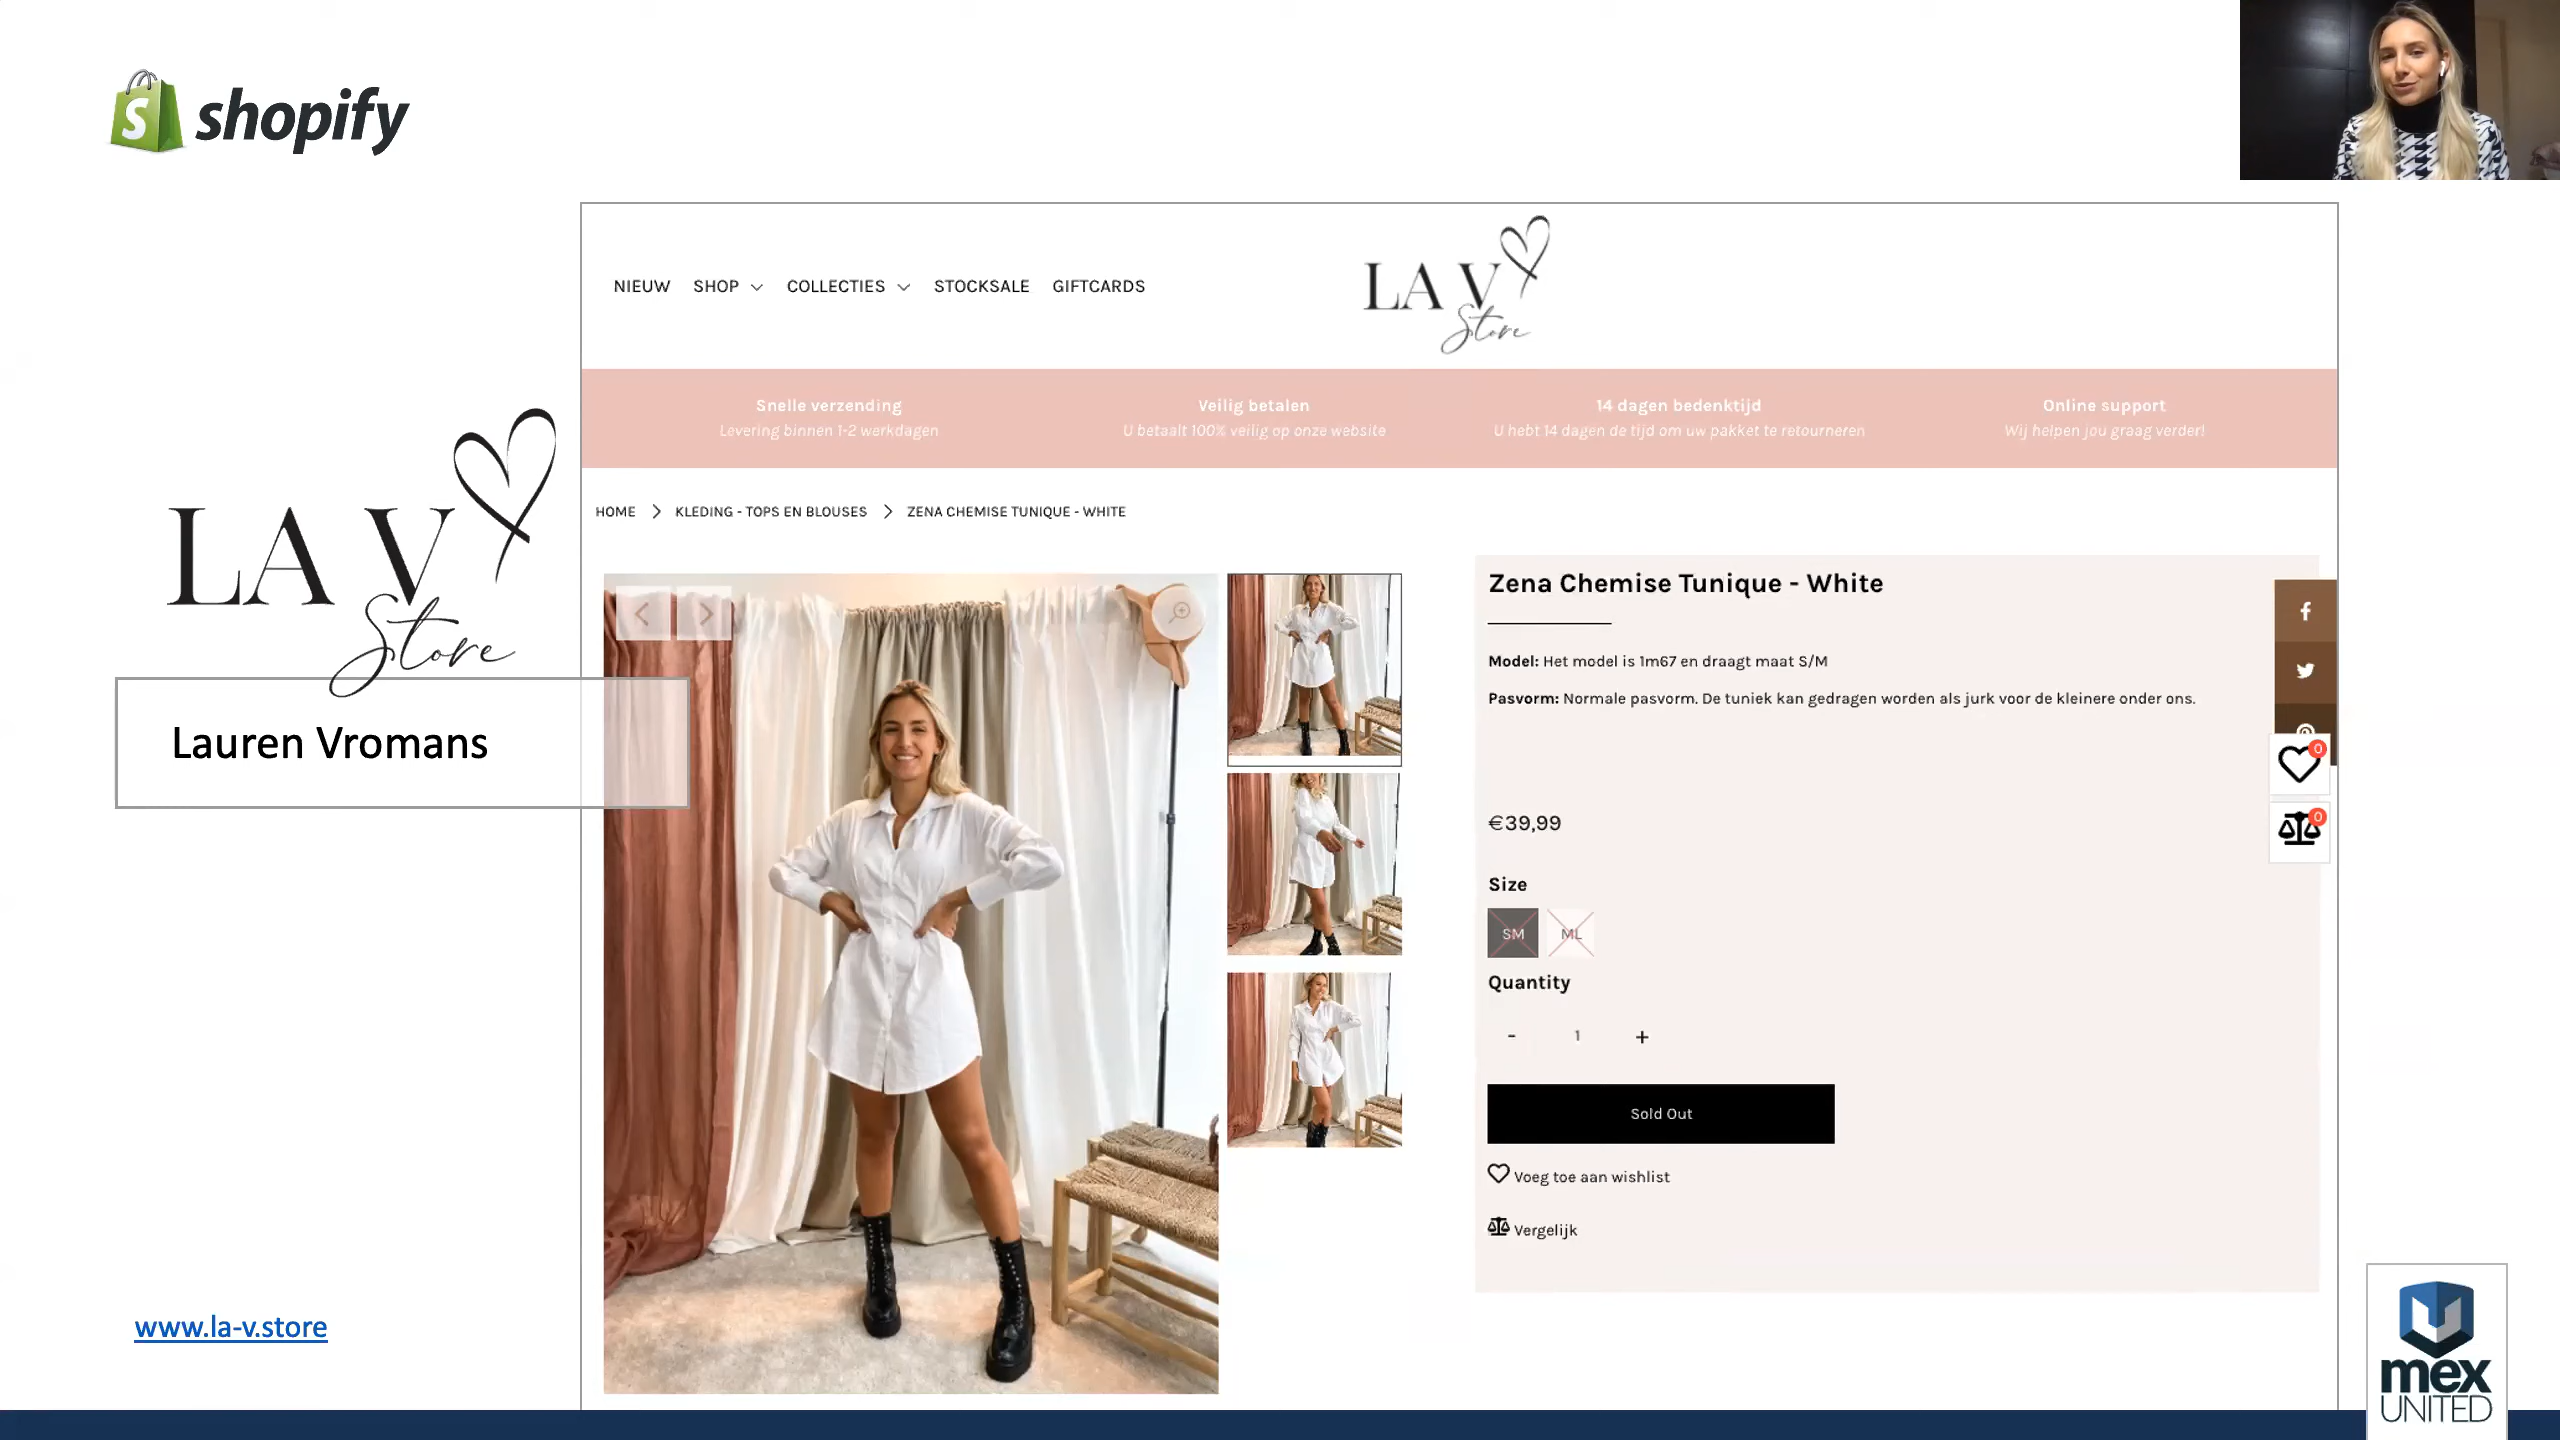 shopify
LA V
Store
Lauren Vromans
www.la-v.store
NIEUW SHOP COLLECTIES STOCKSALE GIFTCARDS
LA V
Store
Snelle verzending
Levering binnen 1-2 werkdagen
Veilig betalen
U betaalt 100% veilig op onze website
14 dagen bedenktijd
U hebt 14 dagen de tijd om uw pakket te retourneren
Online support
Wij helpen jou graag verder!
HOME > KLEDING - TOPS EN BLOUSES > ZENA CHEMISE TUNIQUE - WHITE
Zena Chemise Tunique - White
Model: Het model is 1m67 en draagt maat S/M
Pasvorm: Normale pasvorm. De tuniek kan gedragen worden als jurk voor de kleinere onder ons.
0
0
€39,99
Size
SM ML
Quantity
- 1 +
Sold Out
Voeg toe aan wishlist
Vergelijk
mex
UNITED